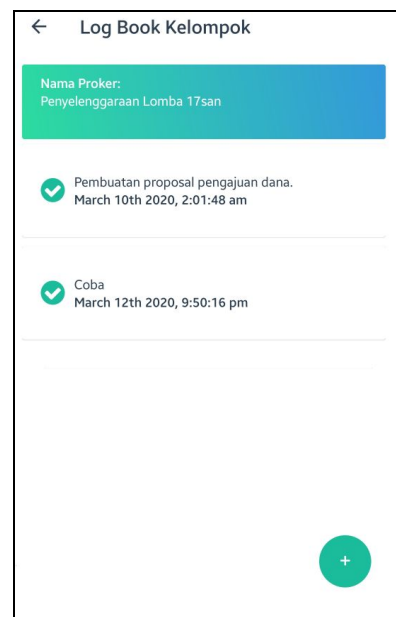 Log Book Kelompok
Nama Proker:
Penyelenggaraan Lomba 17san
Pembuatan proposal pengajuan dana.
March 10th 2020, 2:01:48 am
Coba
March 12th 2020, 9:50:16 pm
+